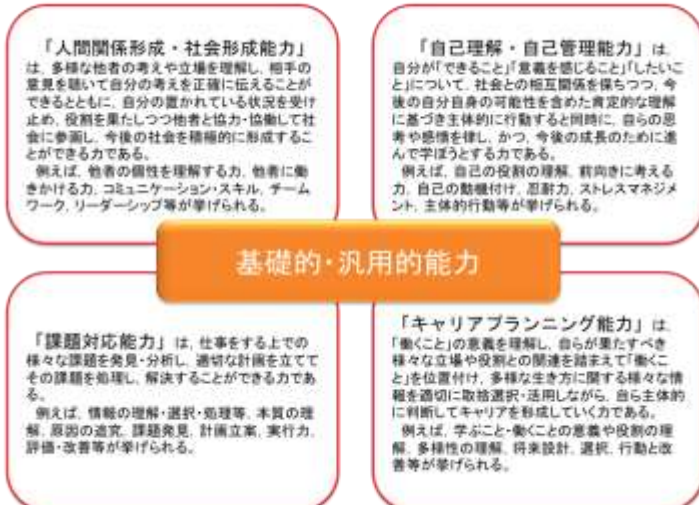 「人間関係形成・社会形成能力」
は、多様な他者の考えや立場を理解し、相手の
意見を聴いて自分の考えを正確に伝えることが
できるとともに、自分の置かれている状況を受け
止め、役割を果たしつつ他者と協力・協働して社
会に参画し、今後の社会を積極的に形成するこ
とができる力である。
例えば、他者の個性を理解する力、他者に働
きかける力、コミュニケーション・スキル、チーム
ワーク、リーダーシップ等が挙げられる。
「自己理解・自己管理能力」は、
自分が「できること」「意義を感じること」「したいこ
と」について、社会との相互関係を保ちつつ、今
後の自分自身の可能性を含めた肯定的な理解
に基づき主体的に行動すると同時に、自らの思
考や感情を律し、かつ、今後の成長のために進
んで学ぼうとする力である。
例えば、自己の役割の理解、前向きに考える
力、自己の動機付け、忍耐力、ストレスマネジメ
ント、主体的行動等が挙げられる。
基礎的・汎用的能力
「課題対応能力」は、仕事をする上での
様々な課題を発見・分析し、適切な計画を立てて
その課題を処理し、解決することができる力であ
る。
例えば、情報の理解・選択・処理等、本質の理
解、原因の追究、課題発見、計画立案、実行力、
評価・改善等が挙げられる。
「キャリアプランニング能力」は、
「働くこと」の意義を理解し、自らが果たすべき
様々な立場や役割との関連を踏まえて「働くこ
と」を位置付け、多様な生き方に関する様々な情
報を適切に取捨選択・活用しながら、自ら主体的
に判断してキャリアを形成していく力である。
例えば、学ぶこと・働くことの意義や役割の理
解、多様性の理解、将来設計、選択、行動と改
善等が挙げられる。